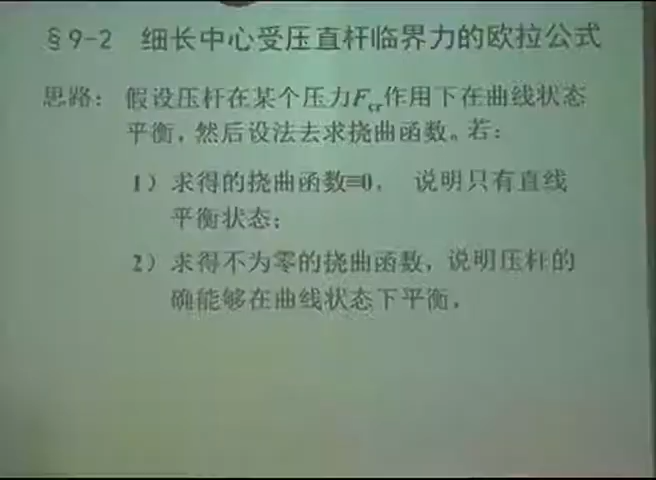 §9-2 细长中心受压直杆临界力的欧拉公式
思路: 假设压杆在某个压力Fcr作用下在曲线状态
平衡, 然后设法去求挠曲函数。若:
1) 求得的挠曲函数≡0, 说明只有直线
平衡状态;
2) 求得不为零的挠曲函数, 说明压杆的
确能够在曲线状态下平衡.